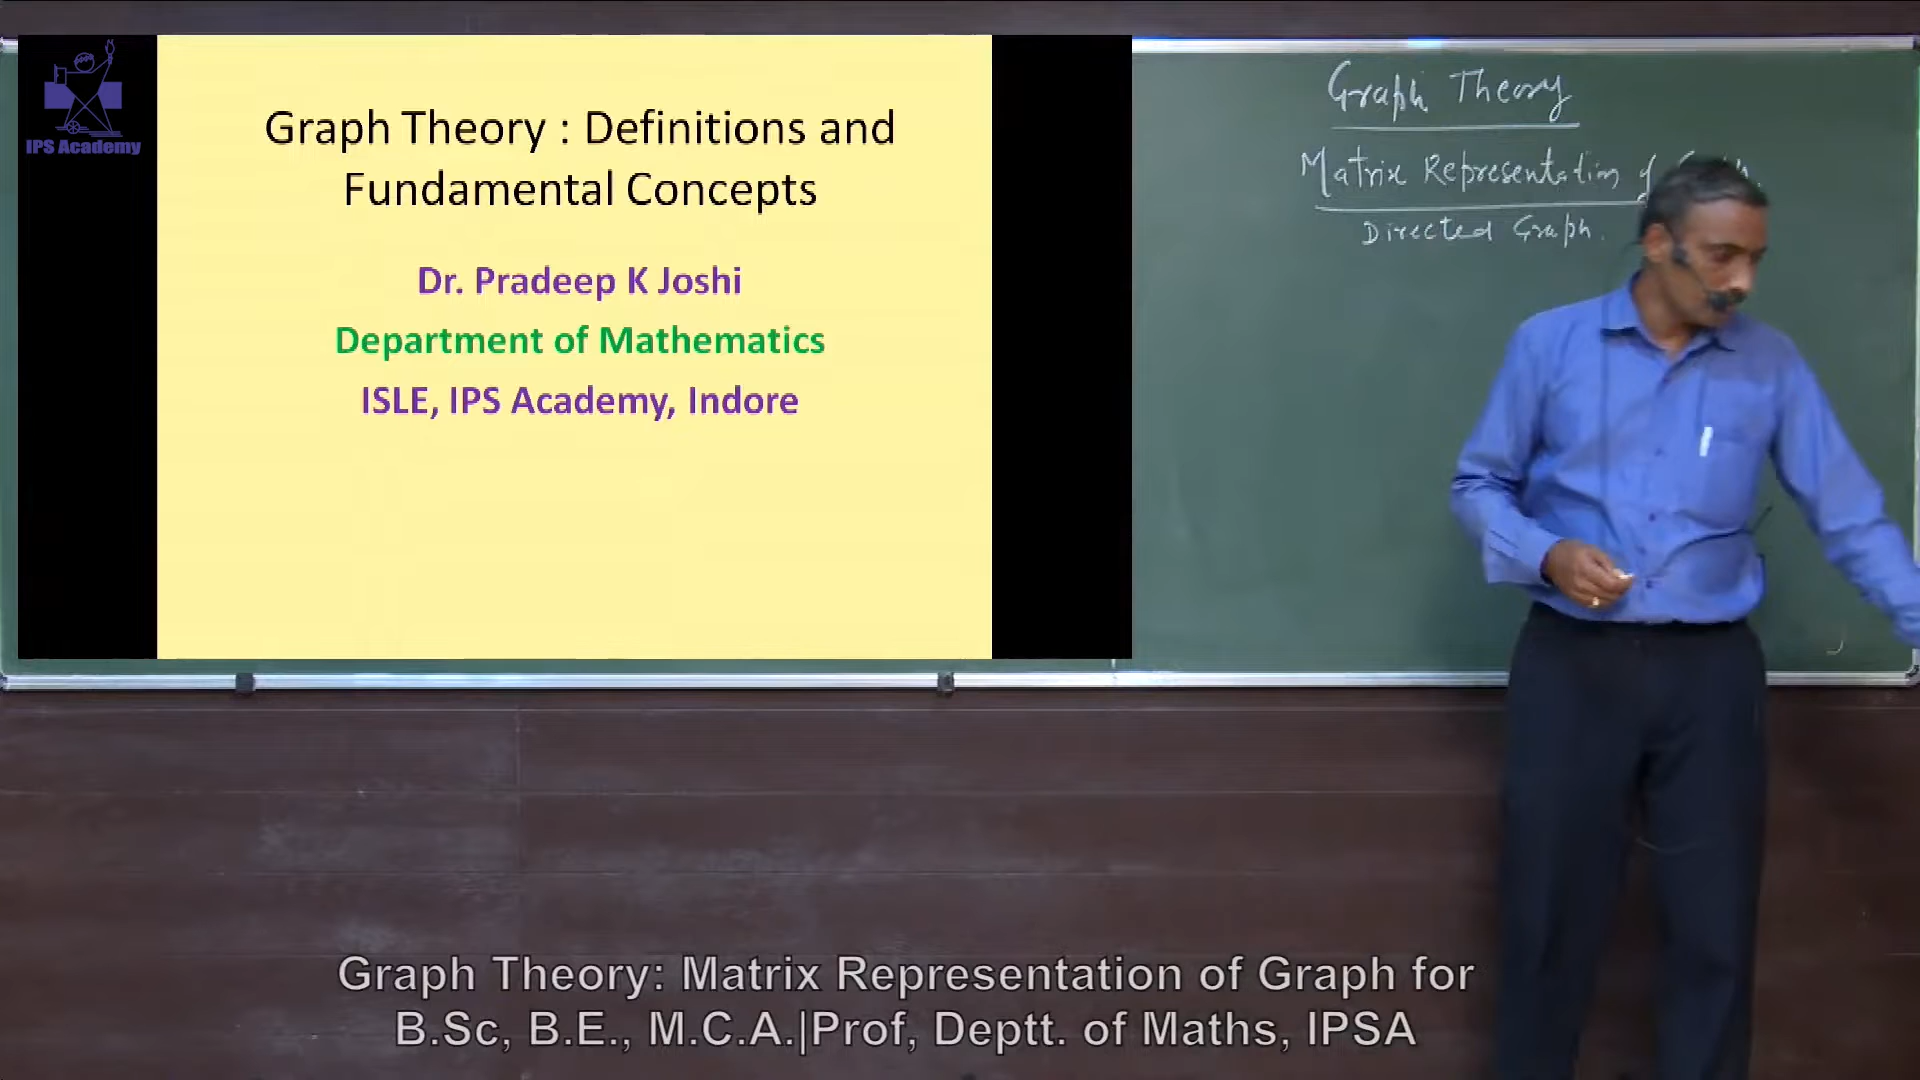 IPS Academy
Graph Theory : Definitions and
Fundamental Concepts
Dr. Pradeep K Joshi
Department of Mathematics
ISLE, IPS Academy, Indore
Graph Theory
Matrix Representation of
Directed Graph.
Graph Theory: Matrix Representation of Graph for
B.Sc, B.E., M.C.A.|Prof, Deptt. of Maths, IPSA